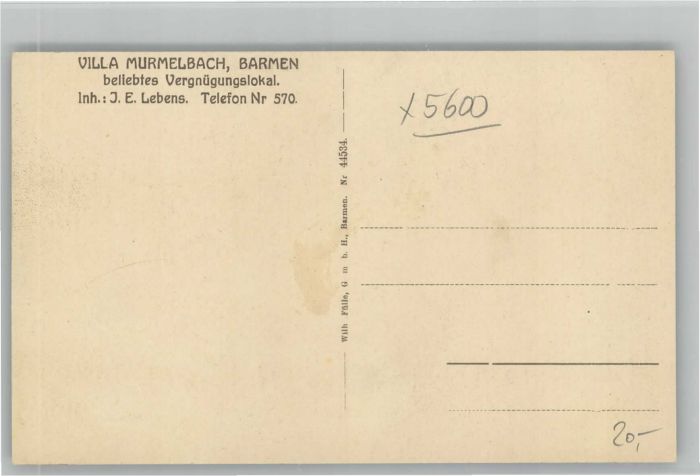 VILLA MURMELBACH, BARMEN
beliebtes Vergnügungslokal.
Inh.: J. E. Lebens. Telefon Nr 570.
Wilh Fülle, G m b. H., Barmen. Nr 44534.
x 5600
20,-